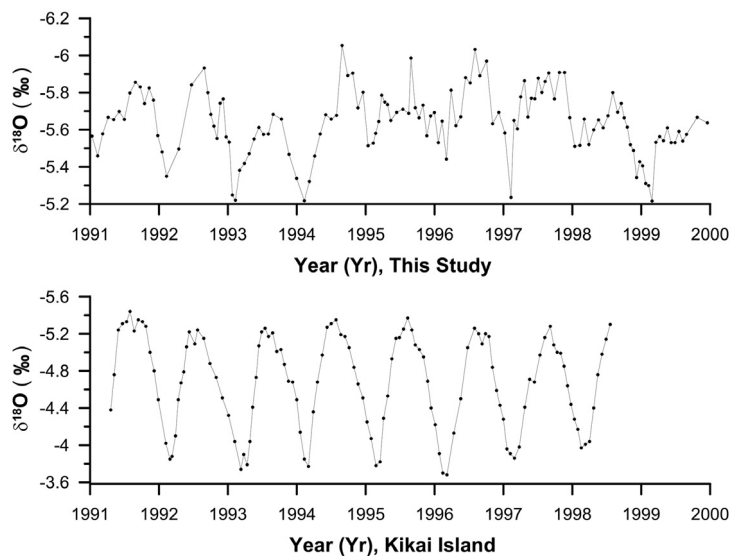 -6.2
-6
-5.8
-5.6
-5.4
-5.2
δ18O ( ‰ )
1991 1992 1993 1994 1995 1996 1997 1998 1999 2000
Year (Yr), This Study
-5.6
-5.2
-4.8
-4.4
-4
-3.6
δ18O ( ‰ )
1991 1992 1993 1994 1995 1996 1997 1998 1999 2000
Year (Yr), Kikai Island